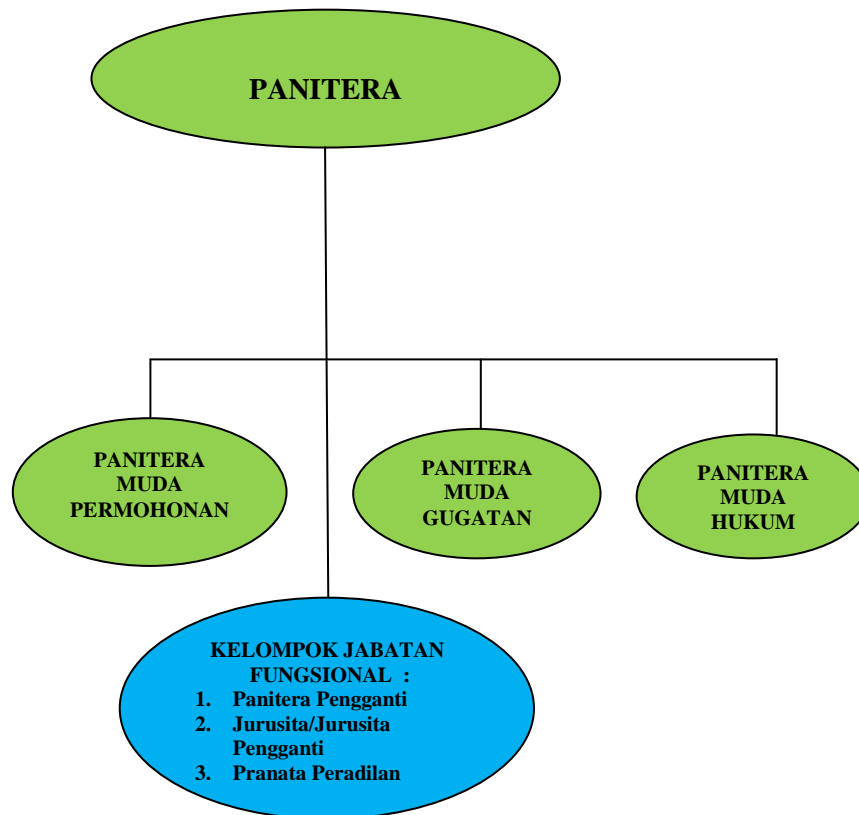 PANITERA
PANITERA
MUDA
PERMOHONAN
PANITERA
MUDA
GUGATAN
PANITERA
MUDA
HUKUM
KELOMPOK JABATAN
FUNGSIONAL :
1. Panitera Pengganti
2. Jurusita/Jurusita
Pengganti
3. Pranata Peradilan